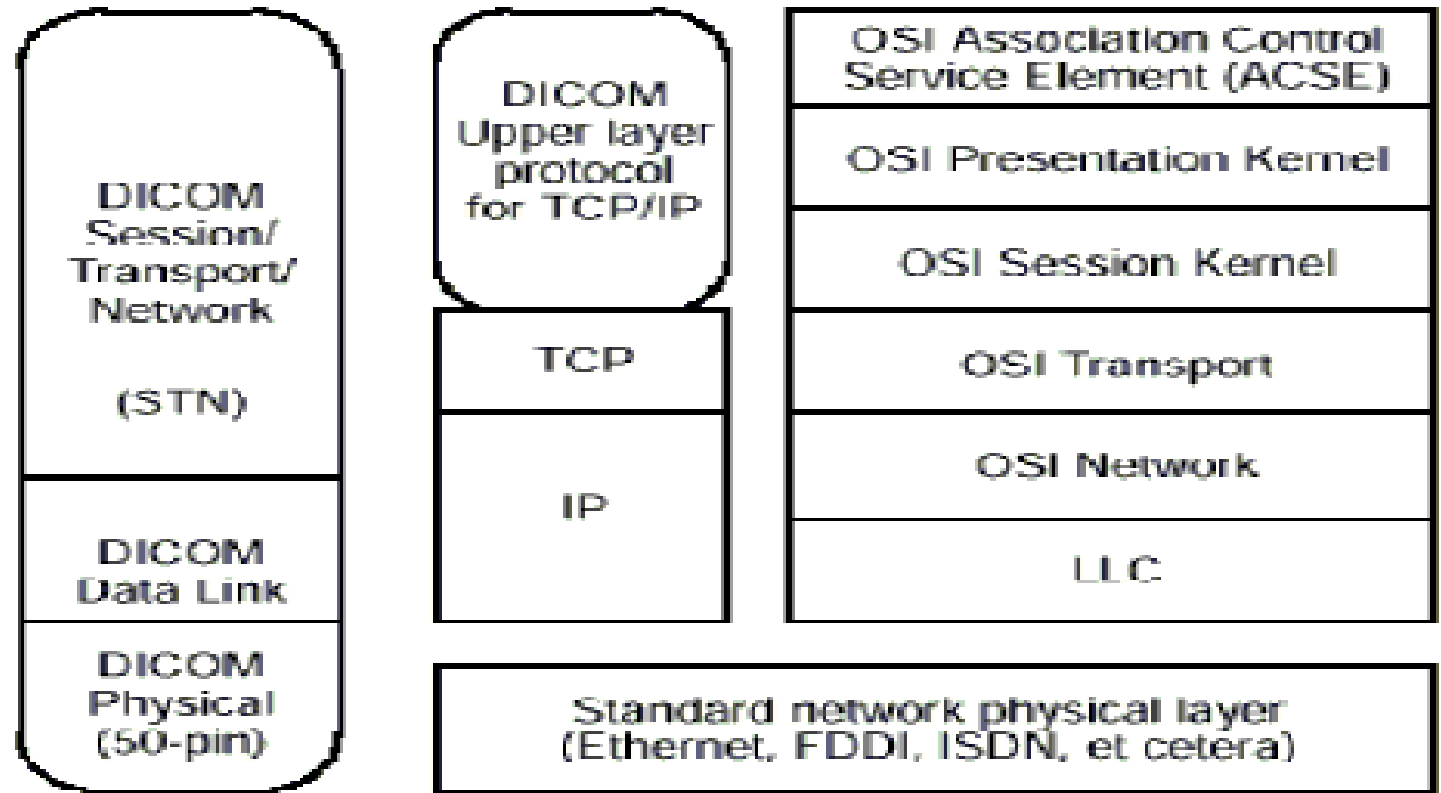 DICOM
Session/
Transport/
Network
(STN)
DICOM
Data Link
DICOM
Physical
(50-pin)
DICOM
Upper layer
protocol
for TCP/IP
TCP
IP
OSI Association Control
Service Element (ACSE)
OSI Presentation Kernel
OSI Session Kernel
OSI Transport
OSI Network
LLC
Standard network physical layer
(Ethernet, FDDI, ISDN, et cetera)